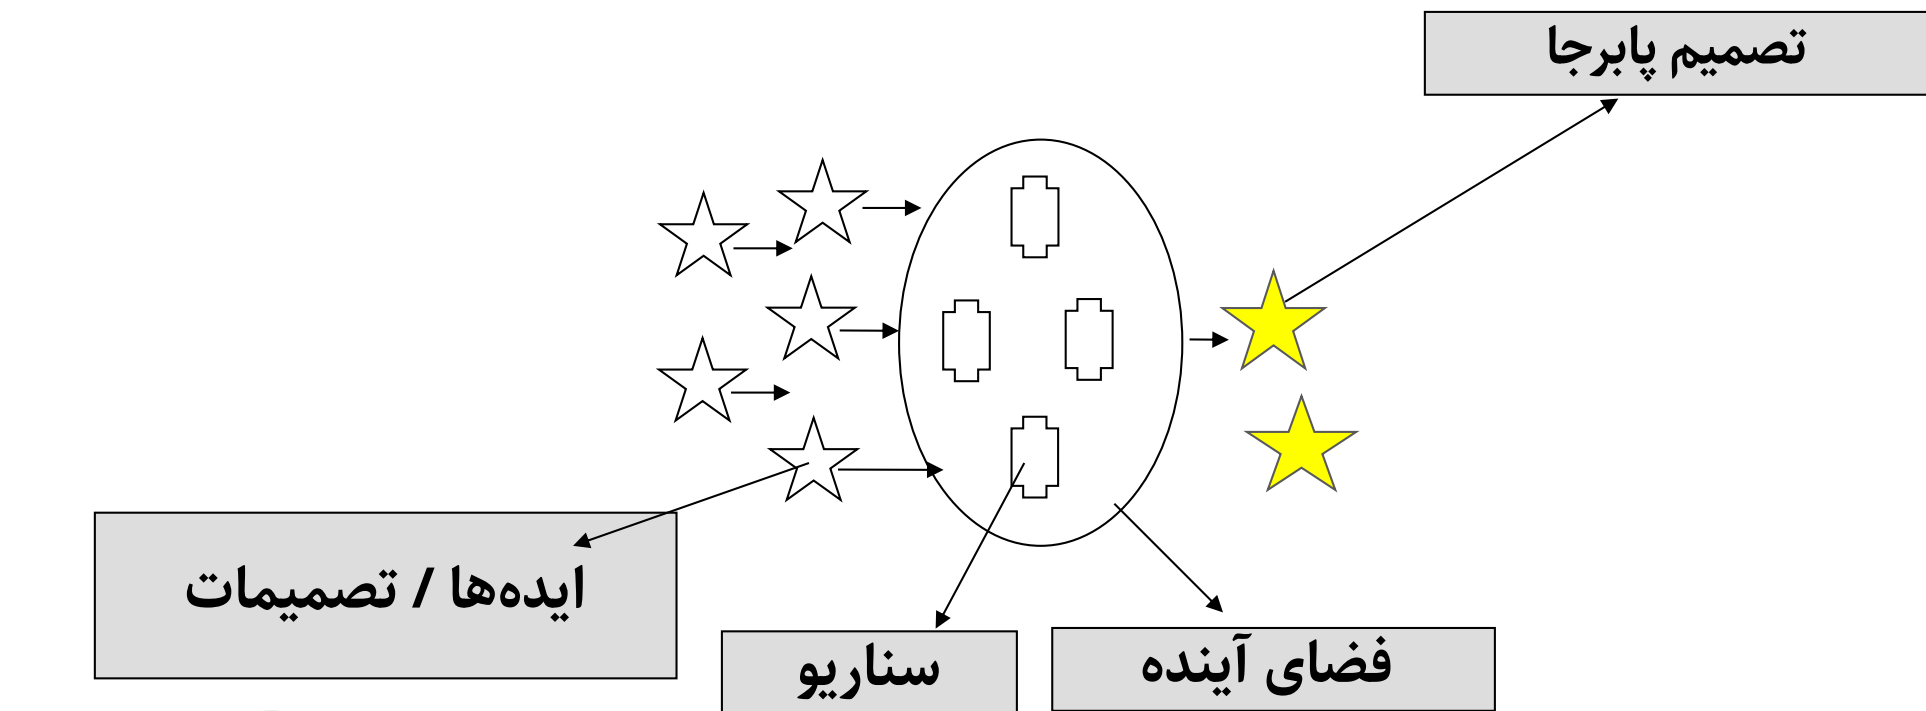 تصمیم پابرجا
ایده‌ها / تصمیمات
سناریو
فضای آینده